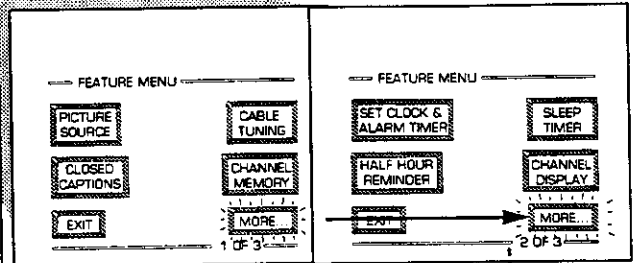 FEATURE MENU
PICTURE
SOURCE
CABLE
TUNING
CLOSED
CAPTIONS
CHANNEL
MEMORY
EXIT
MORE...
1 OF 3
FEATURE MENU
SET CLOCK &
ALARM TIMER
SLEEP
TIMER
HALF HOUR
REMINDER
CHANNEL
DISPLAY
EXIT
MORE...
2 OF 3
1